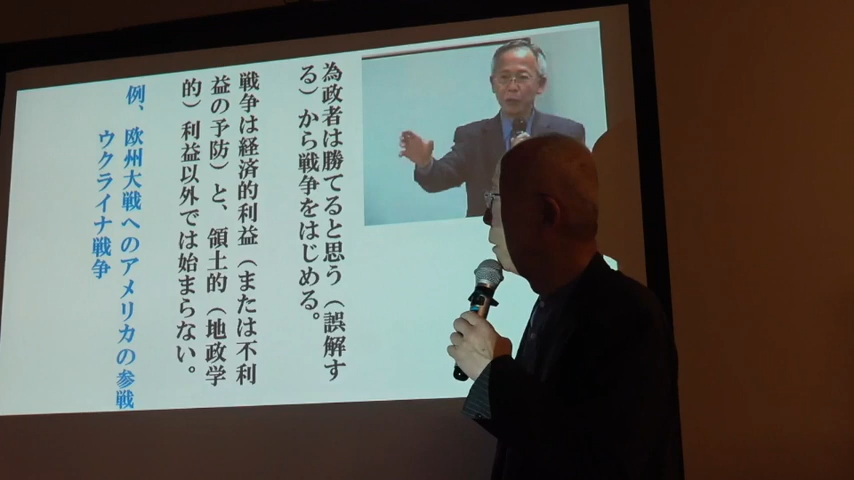 為政者は勝てると思う（誤解す
る）から戦争をはじめる。
戦争は経済的利益（または不利
益の予防）と、領土的（地政学
的）利益以外では始まらない。
例、欧州大戦へのアメリカの参戦
ウクライナ戦争